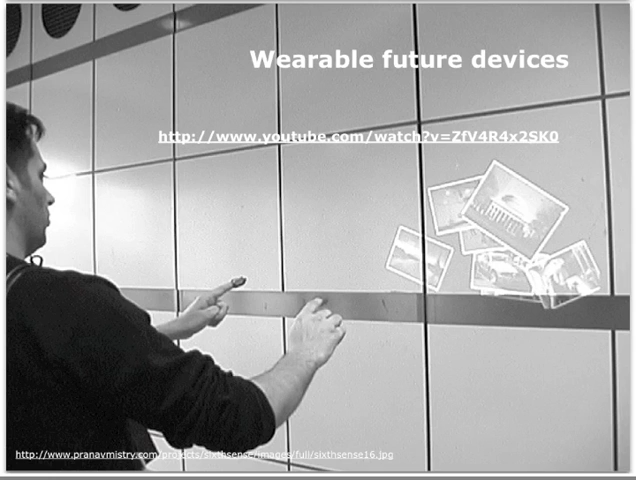 Wearable future devices
http://www.youtube.com/watch?v=ZfV4R4x2SK0
http://www.pranavmistry.com/projects/sixthsense/images/full/sixthsense16.jpg